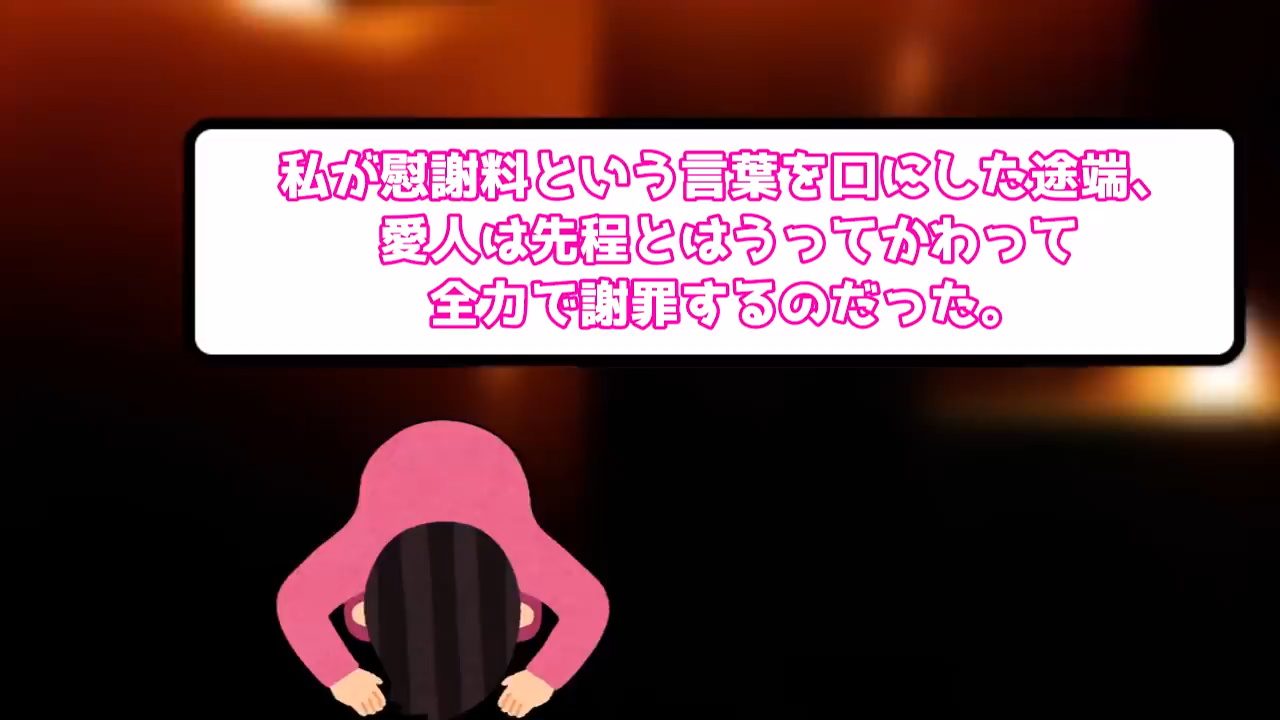 私が慰謝料という言葉を口にした途端、
愛人は先程とはうってかわって
全力で謝罪するのだった。